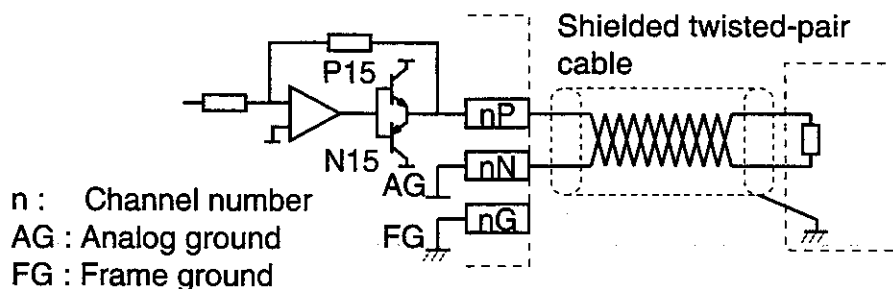 Shielded twisted-pair
cable
P15
nP
N15
AG
nN
FG
nG
n : Channel number
AG : Analog ground
FG : Frame ground